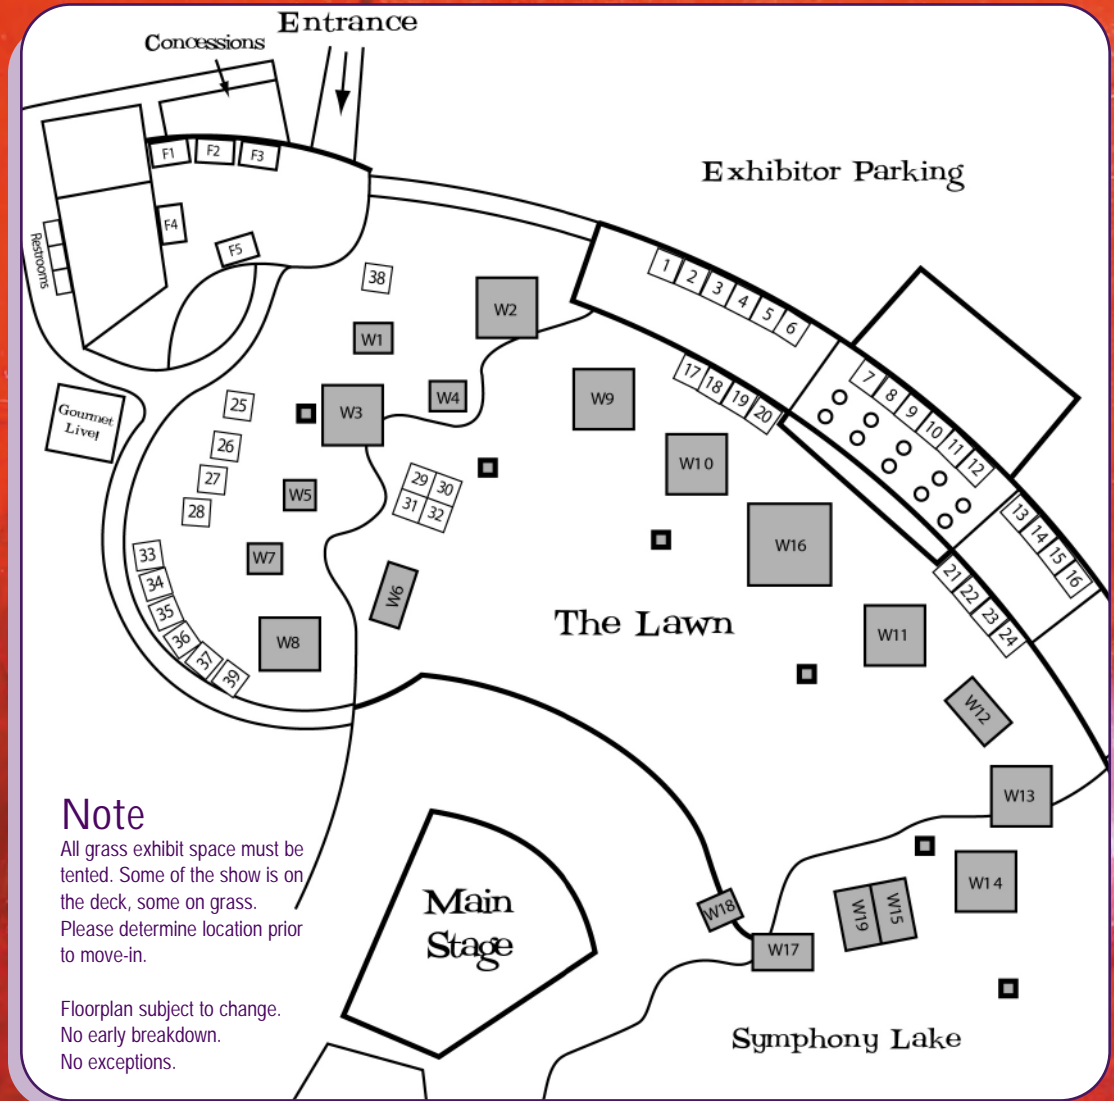 Entrance
Concessions
F1
F2
F3
Exhibitor Parking
F4
F5
Restrooms
38
1
2
3
4
5
6
W2
W1
17
18
19
20
7
8
9
10
11
12
W4
W9
25
W3
Gourmet
Live!
26
W10
27
29
30
W5
31
32
28
13
14
15
16
W16
33
W7
34
W6
21
22
23
24
35
The Lawn
36
W8
W11
37
39
W12
W13
Note
All grass exhibit space must be
tented. Some of the show is on
the deck, some on grass.
Please determine location prior
to move-in.
Floorplan subject to change.
No early breakdown.
No exceptions.
Main
Stage
W14
W18
W19
W15
W17
Symphony Lake